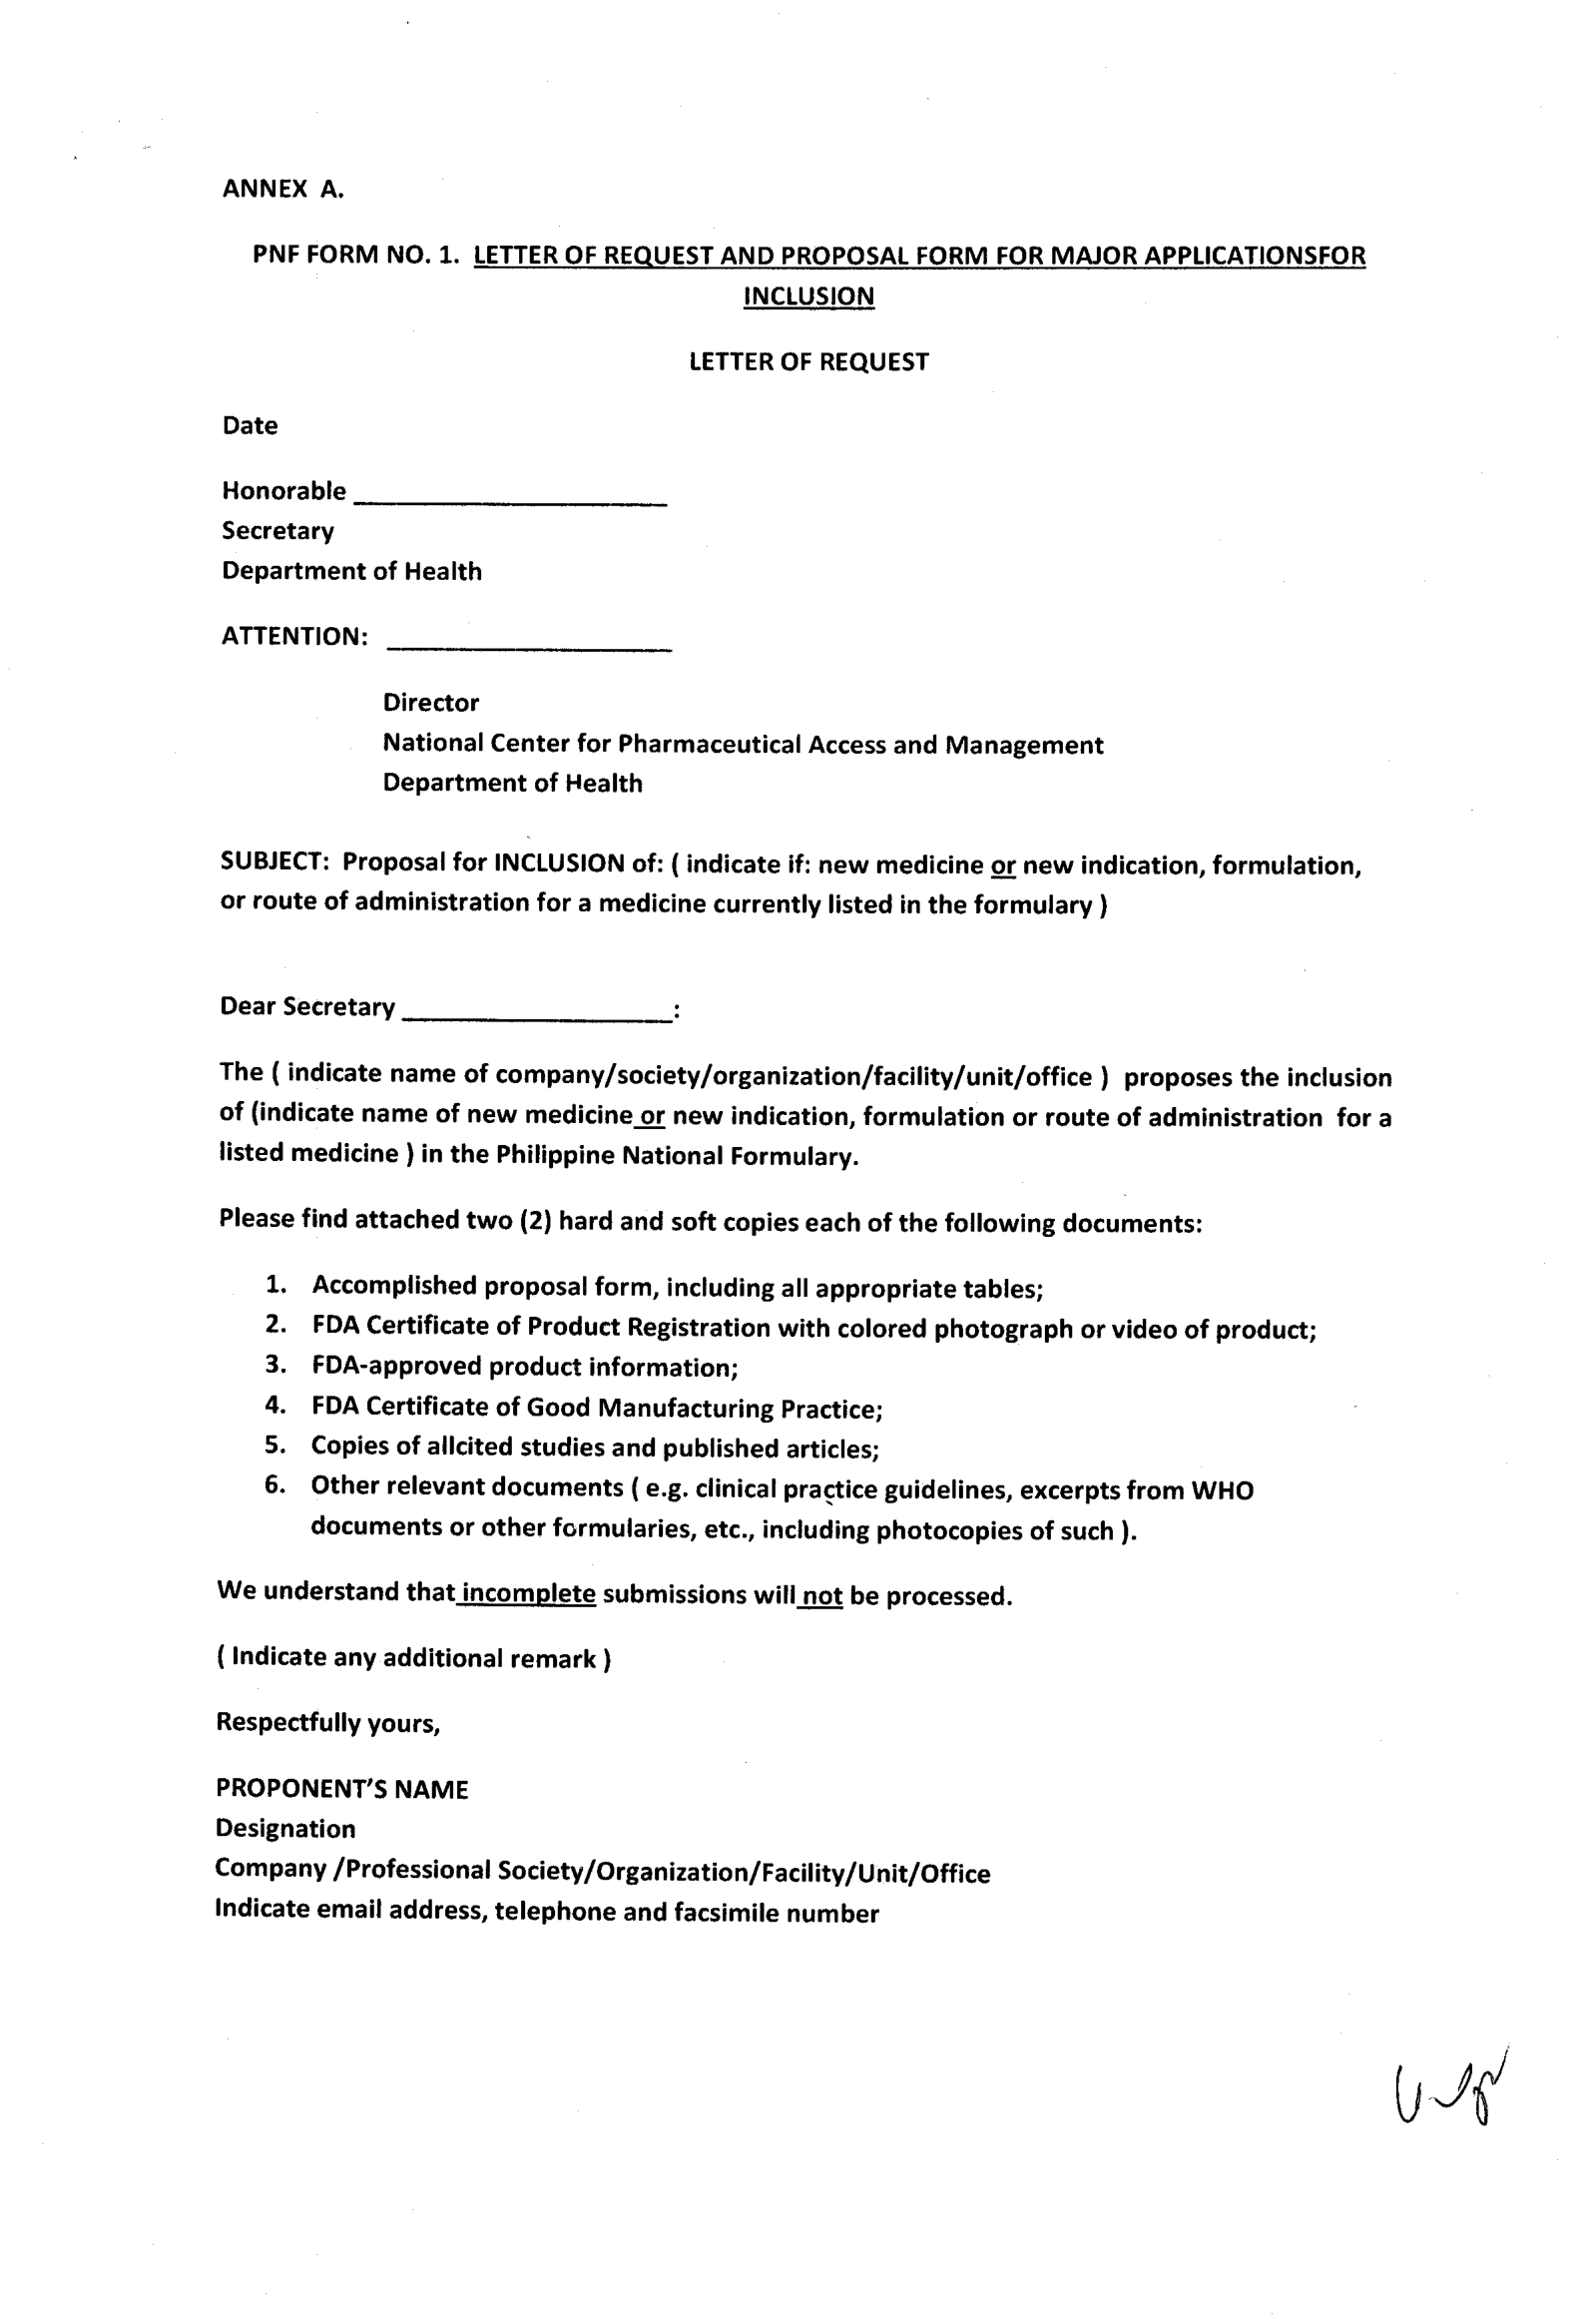 ANNEX A.
PNF FORM NO. 1. LETTER OF REQUEST AND PROPOSAL FORM FOR MAJOR APPLICATIONSFOR
INCLUSION
LETTER OF REQUEST
Date
Honorable ______________________
Secretary
Department of Health
ATTENTION: ____________________
Director
National Center for Pharmaceutical Access and Management
Department of Health
SUBJECT: Proposal for INCLUSION of: ( indicate if: new medicine or new indication, formulation,
or route of administration for a medicine currently listed in the formulary )
Dear Secretary ___________________:
The ( indicate name of company/society/organization/facility/unit/office ) proposes the inclusion
of (indicate name of new medicine or new indication, formulation or route of administration for a
listed medicine ) in the Philippine National Formulary.
Please find attached two (2) hard and soft copies each of the following documents:
1. Accomplished proposal form, including all appropriate tables;
2. FDA Certificate of Product Registration with colored photograph or video of product;
3. FDA-approved product information;
4. FDA Certificate of Good Manufacturing Practice;
5. Copies of allcited studies and published articles;
6. Other relevant documents ( e.g. clinical practice guidelines, excerpts from WHO
documents or other formularies, etc., including photocopies of such ).
We understand that incomplete submissions will not be processed.
( Indicate any additional remark )
Respectfully yours,
PROPONENT'S NAME
Designation
Company /Professional Society/Organization/Facility/Unit/Office
Indicate email address, telephone and facsimile number